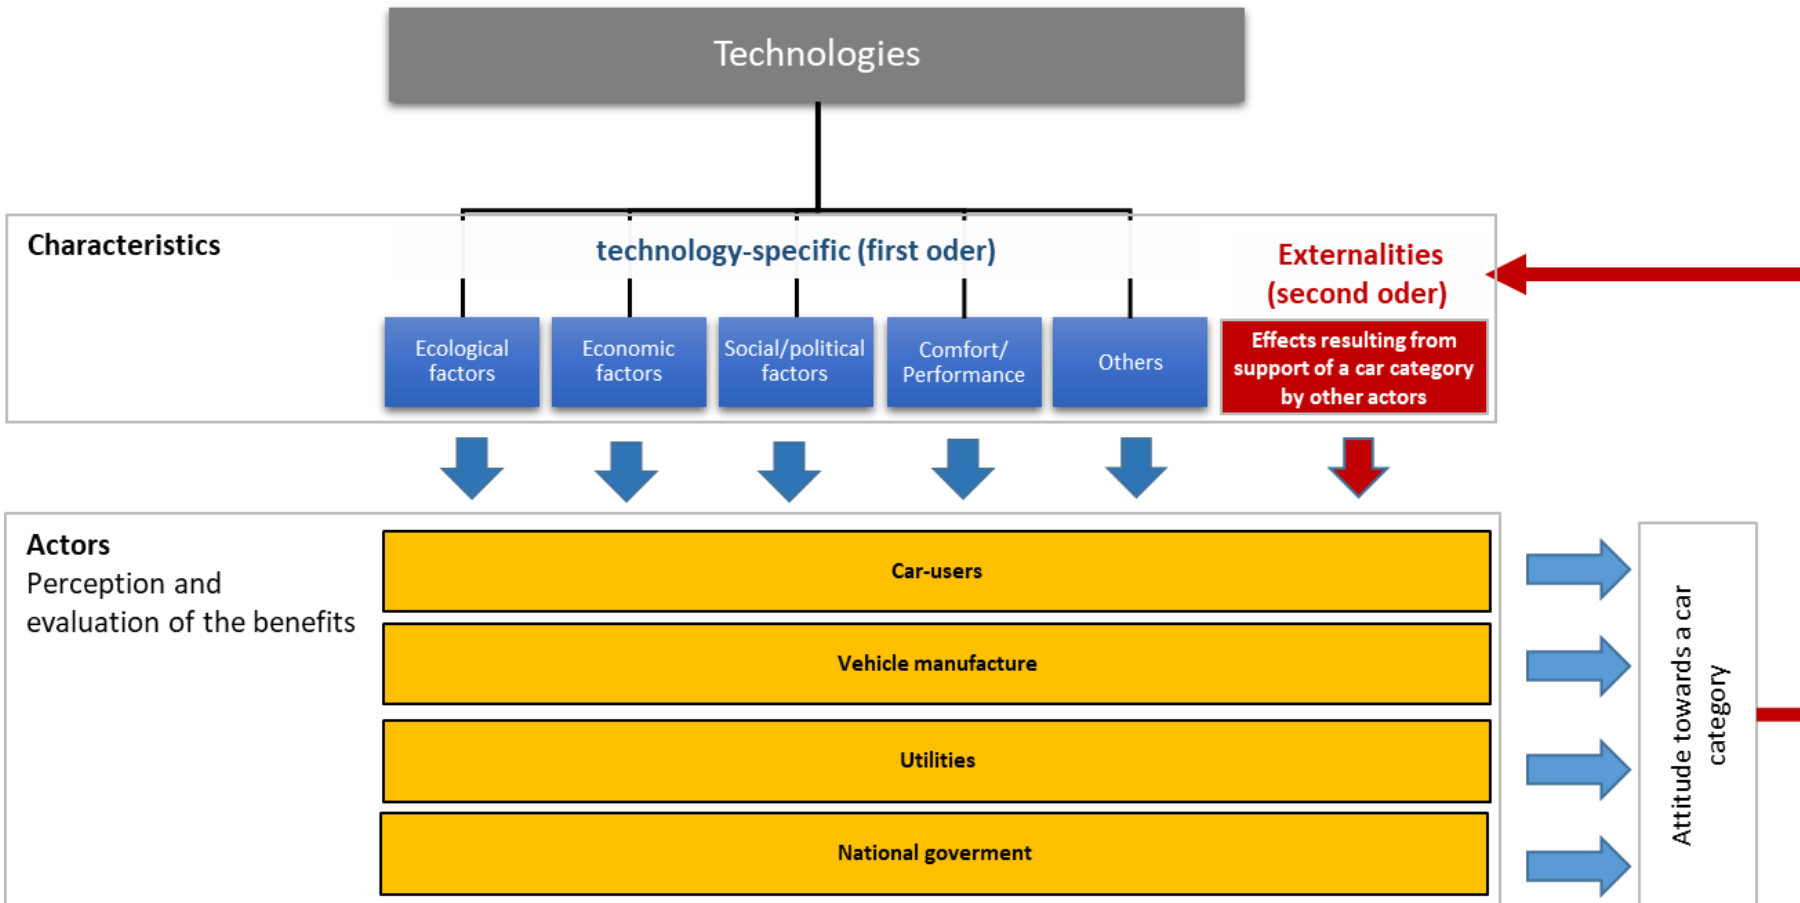 Technologies
Characteristics
technology-specific (first oder)
Externalities
(second oder)
Ecological
factors
Economic
factors
Social/political
factors
Comfort/
Performance
Others
Effects resulting from
support of a car category
by other actors
Actors
Perception and
evaluation of the benefits
Car-users
Vehicle manufacture
Utilities
National goverment
Attitude towards a car
category